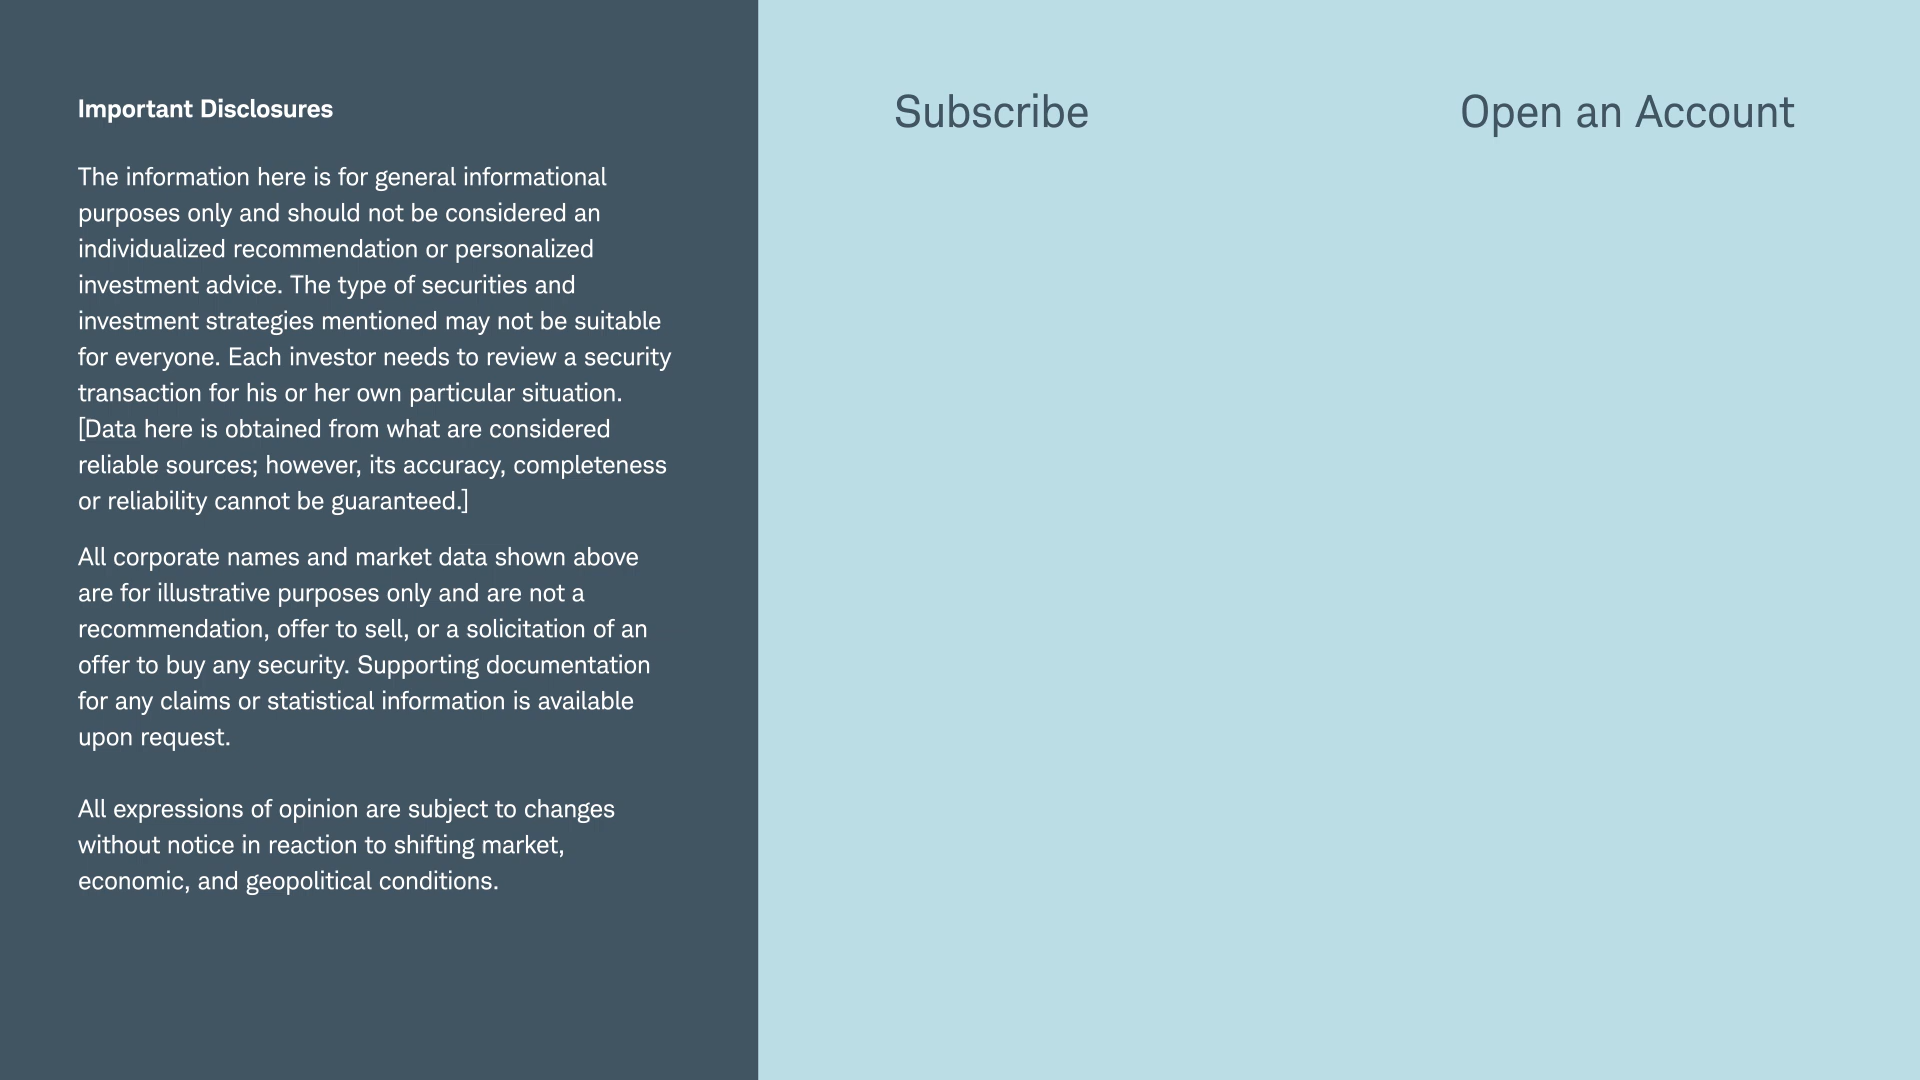 Important Disclosures
The information here is for general informational
purposes only and should not be considered an
individualized recommendation or personalized
investment advice. The type of securities and
investment strategies mentioned may not be suitable
for everyone. Each investor needs to review a security
transaction for his or her own particular situation.
[Data here is obtained from what are considered
reliable sources; however, its accuracy, completeness
or reliability cannot be guaranteed.]
All corporate names and market data shown above
are for illustrative purposes only and are not a
recommendation, offer to sell, or a solicitation of an
offer to buy any security. Supporting documentation
for any claims or statistical information is available
upon request.
All expressions of opinion are subject to changes
without notice in reaction to shifting market,
economic, and geopolitical conditions.
Subscribe
Open an Account